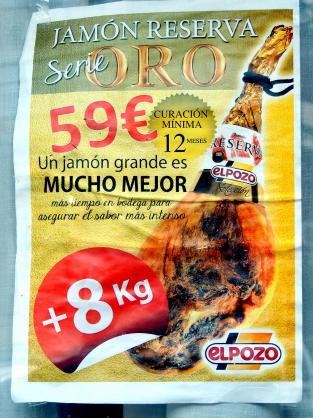 JAMÓN RESERVA
Serie ORO
59€
CURACIÓN
MÍNIMA
12 MESES
Un jamón grande es
MUCHO MEJOR
más tiempo en bodega para
asegurar el sabor más intenso
RESERVA
ELPOZO
Selección
+8 Kg
ELPOZO